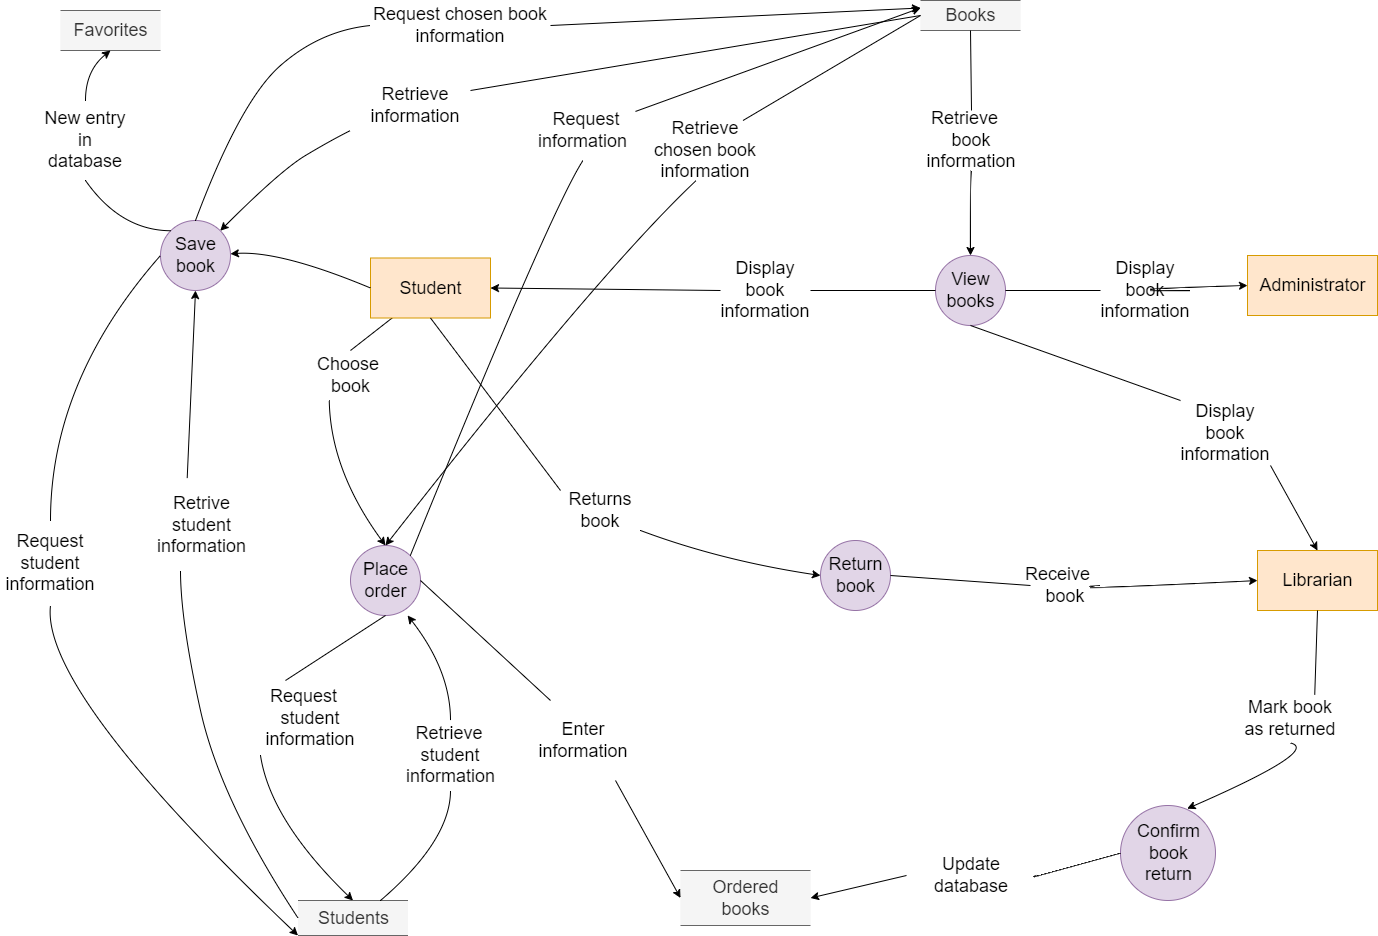 Request chosen book
information
Books
Favorites
Retrieve
information
New entry
in
database
Request
information
Retrieve
chosen book
information
Retrieve
book
information
Save
book
Student
Display
book
information
View
books
Display
book
information
Administrator
Choose
book
Display
book
information
Retrive
student
information
Returns
book
Request
student
information
Place
order
Return
book
Receive
book
Librarian
Request
student
information
Retrieve
student
information
Enter
information
Mark book
as returned
Confirm
book
return
Update
database
Ordered
books
Students